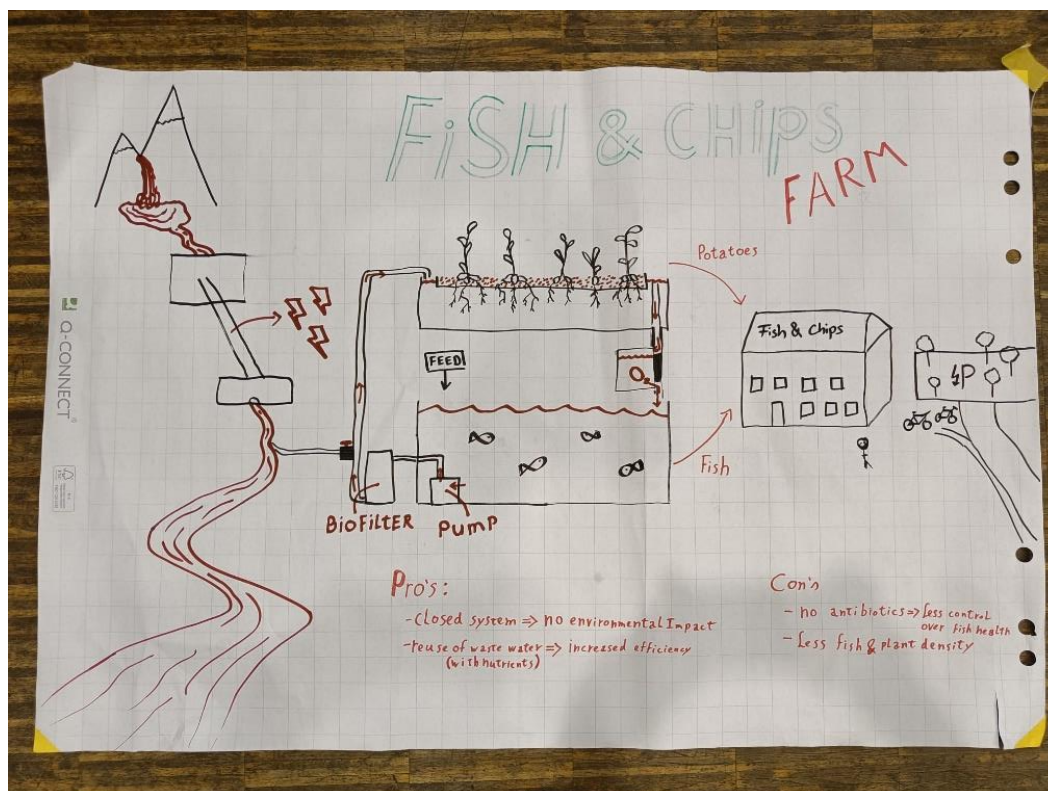 FiSH & CHips
FARM
Q-CONNECT®
Potatoes
Fish & Chips
FEED
O₂
P
Fish
BioFilTER
PUMP
Pro's:
- closed system ⇒ no environmental Impact
- reuse of waste water ⇒ increased efficiency
(with nutrients)
Con's
- no antibiotics ⇒ less control
over fish health
- Less fish & plant density